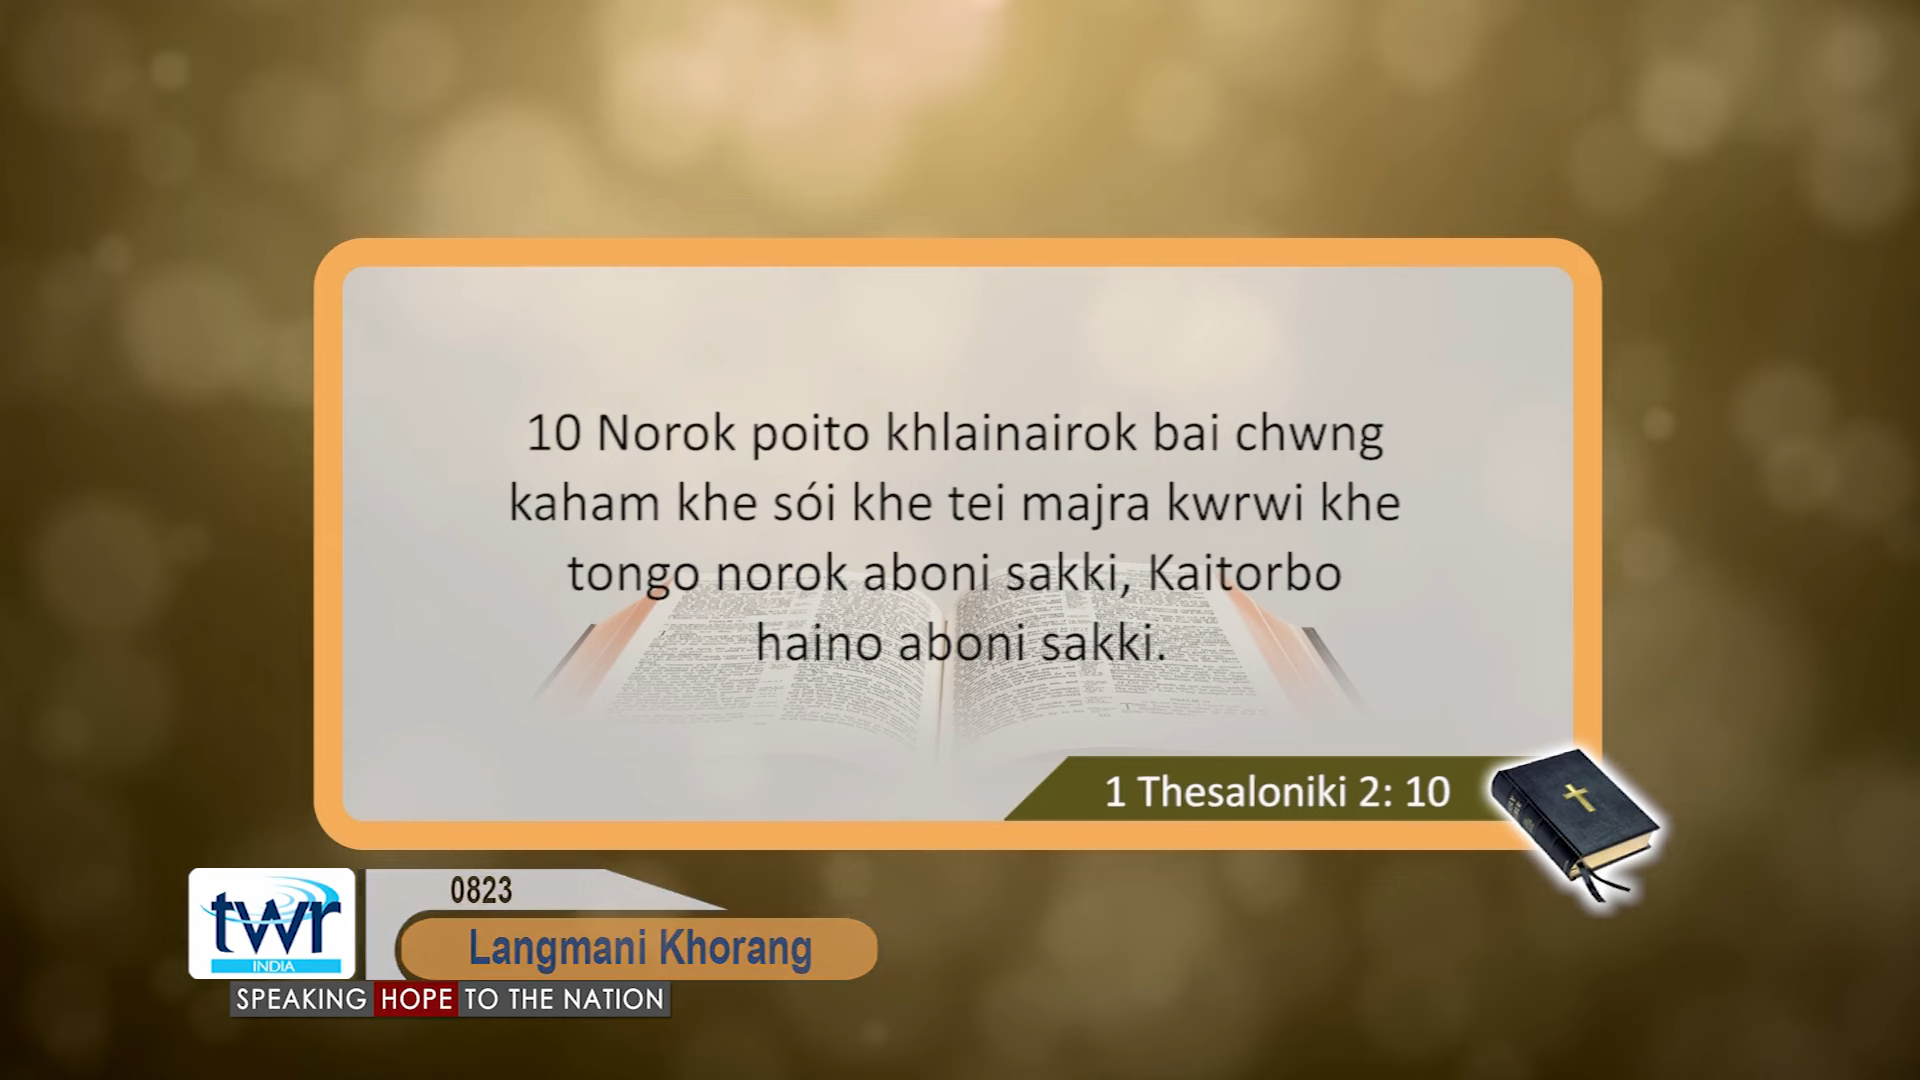 10 Norok poito khlainairok bai chwng
kaham khe sói khe tei majra kwrwi khe
tongo norok aboni sakki, Kaitorbo
haino aboni sakki.
1 Thesaloniki 2: 10
0823
twr
INDIA
Langmani Khorang
SPEAKING HOPE TO THE NATION